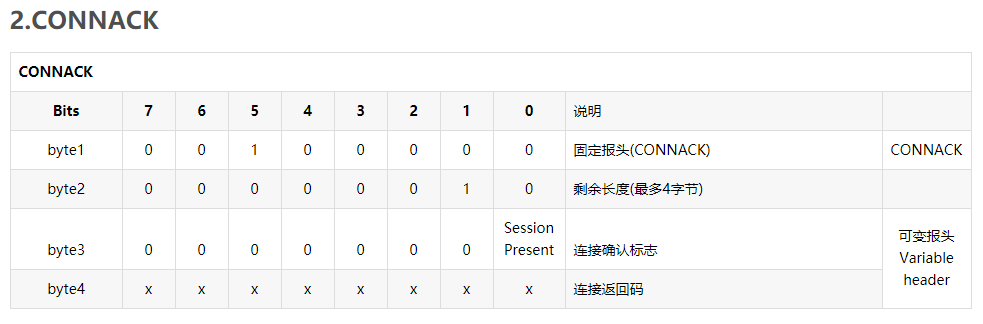 2.CONNACK
CONNACK
Bits 7 6 5 4 3 2 1 0 说明
byte1 0 0 1 0 0 0 0 0 固定报头(CONNACK) CONNACK
byte2 0 0 0 0 0 0 1 0 剩余长度(最多4字节)
byte3 0 0 0 0 0 0 0 Session
Present 连接确认标志
可变报头
Variable
header
byte4 x x x x x x x x 连接返回码